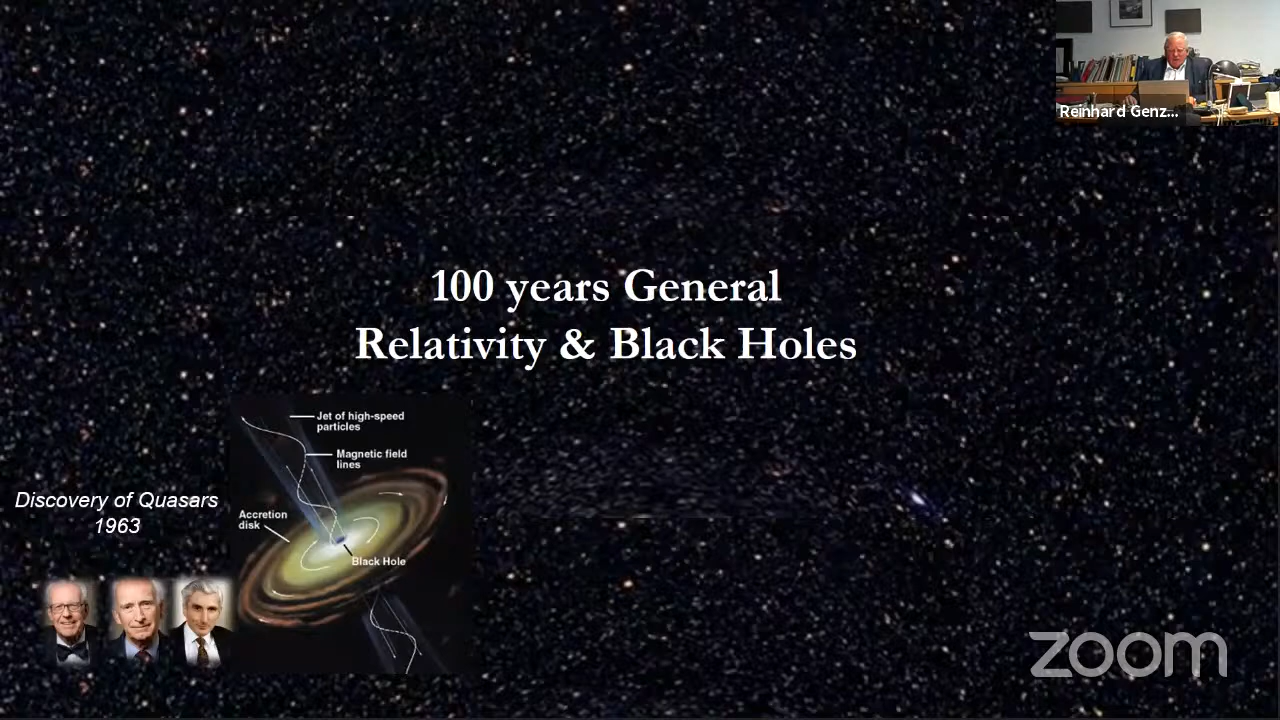 Reinhard Genz...
100 years General
Relativity & Black Holes
Jet of high-speed
particles
Magnetic field
lines
Accretion
disk
Black Hole
Discovery of Quasars
1963
zoom